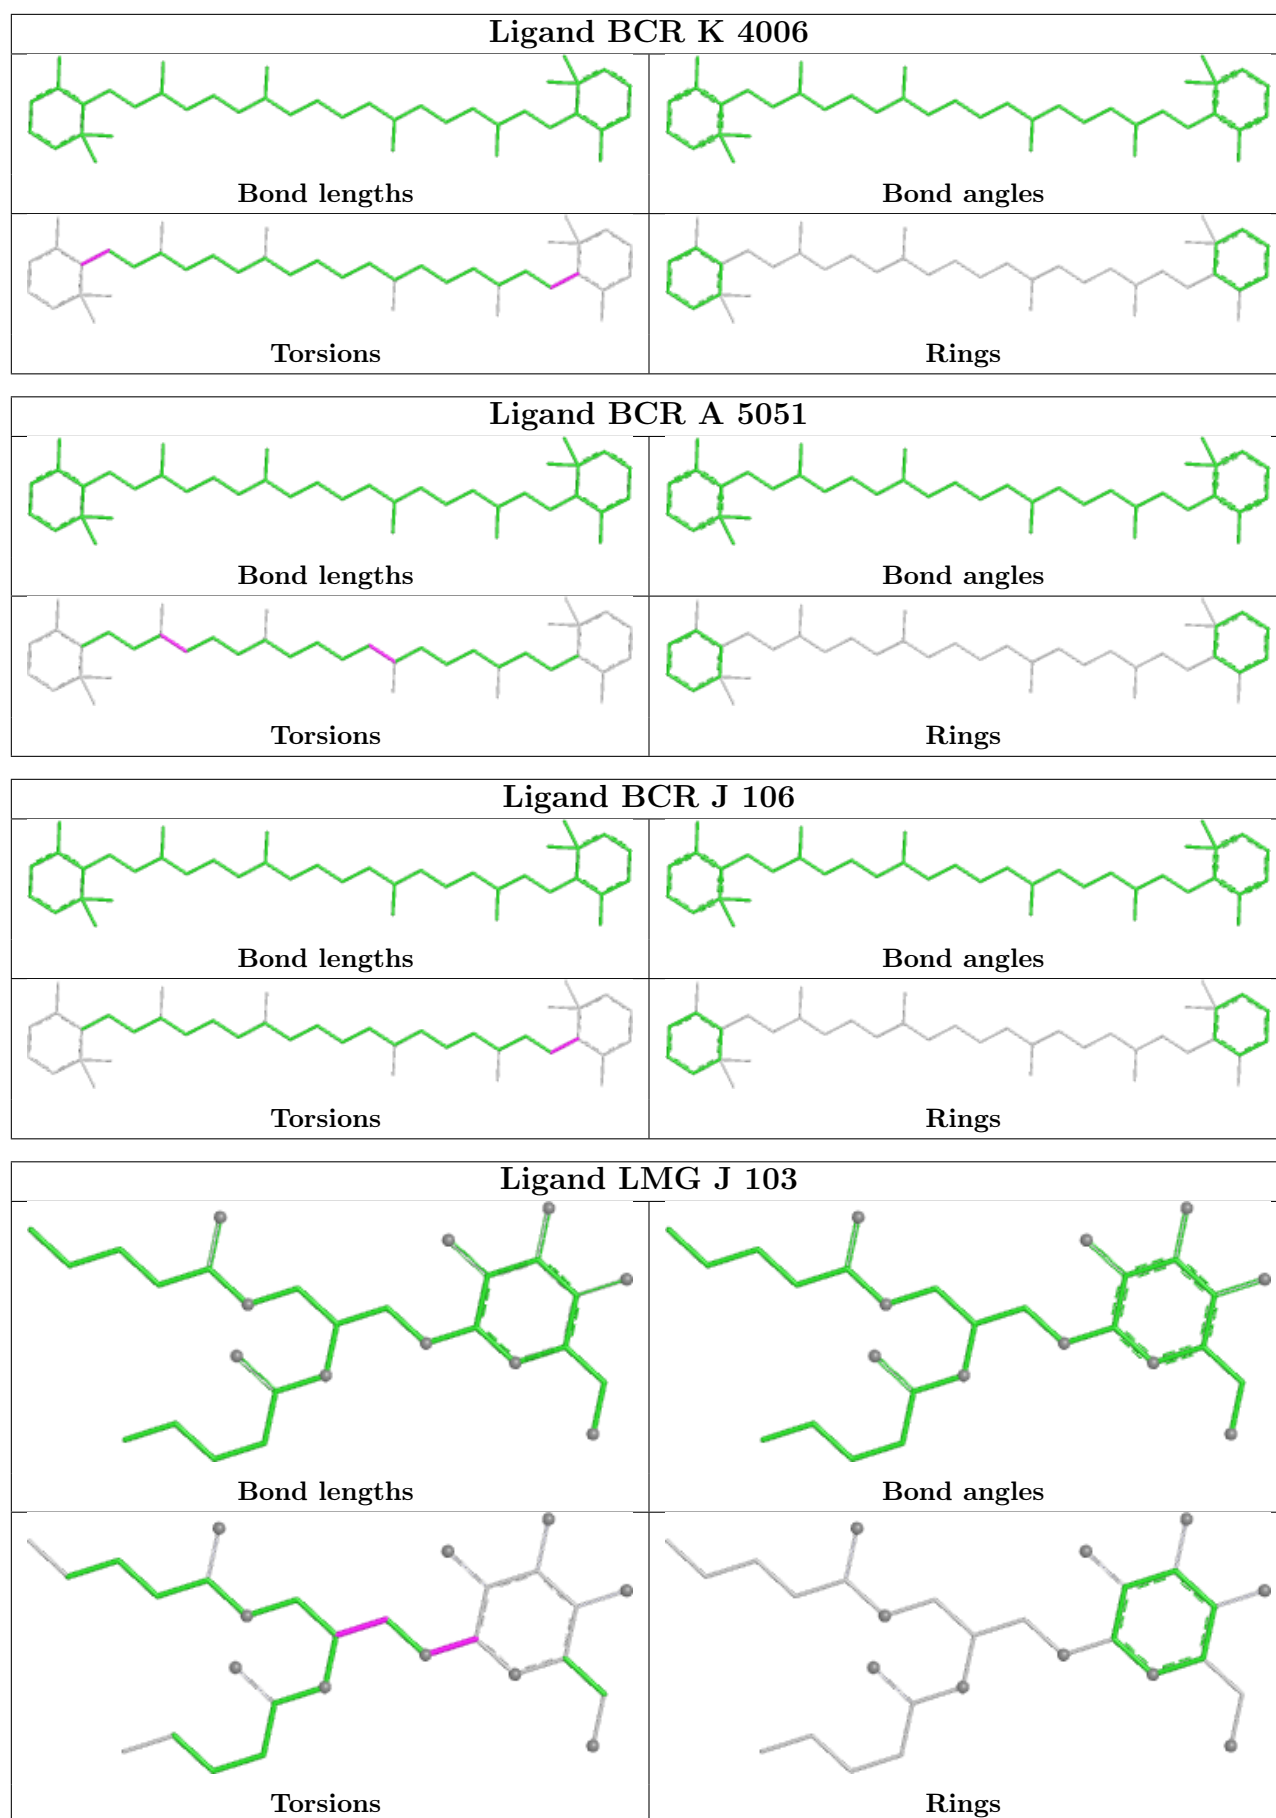 Ligand BCR K 4006
Bond lengths
Bond angles
Torsions
Rings
Ligand BCR A 5051
Bond lengths
Bond angles
Torsions
Rings
Ligand BCR J 106
Bond lengths
Bond angles
Torsions
Rings
Ligand LMG J 103
Bond lengths
Bond angles
Torsions
Rings